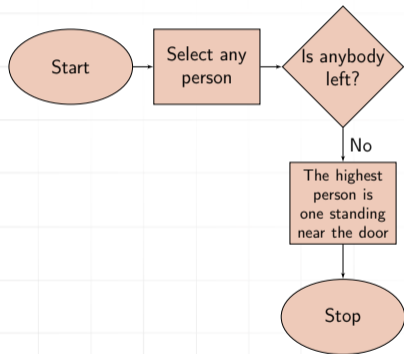 Start
Select any
person
Is anybody
left?
No
The highest
person is
one standing
near the door
Stop